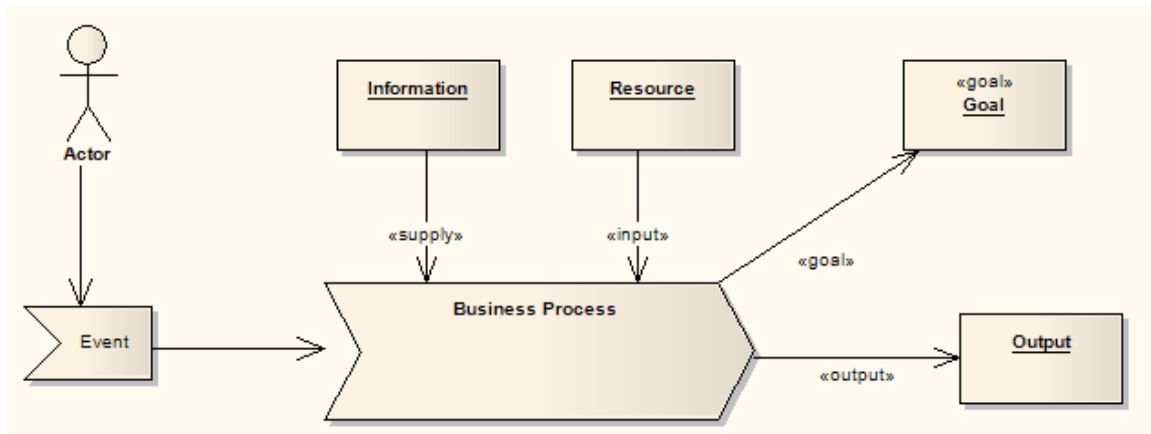 «goal»
Information
Resource
Goal
Actor
«supply»
«input»
«goal»
Business Process
Event
Output
«output»